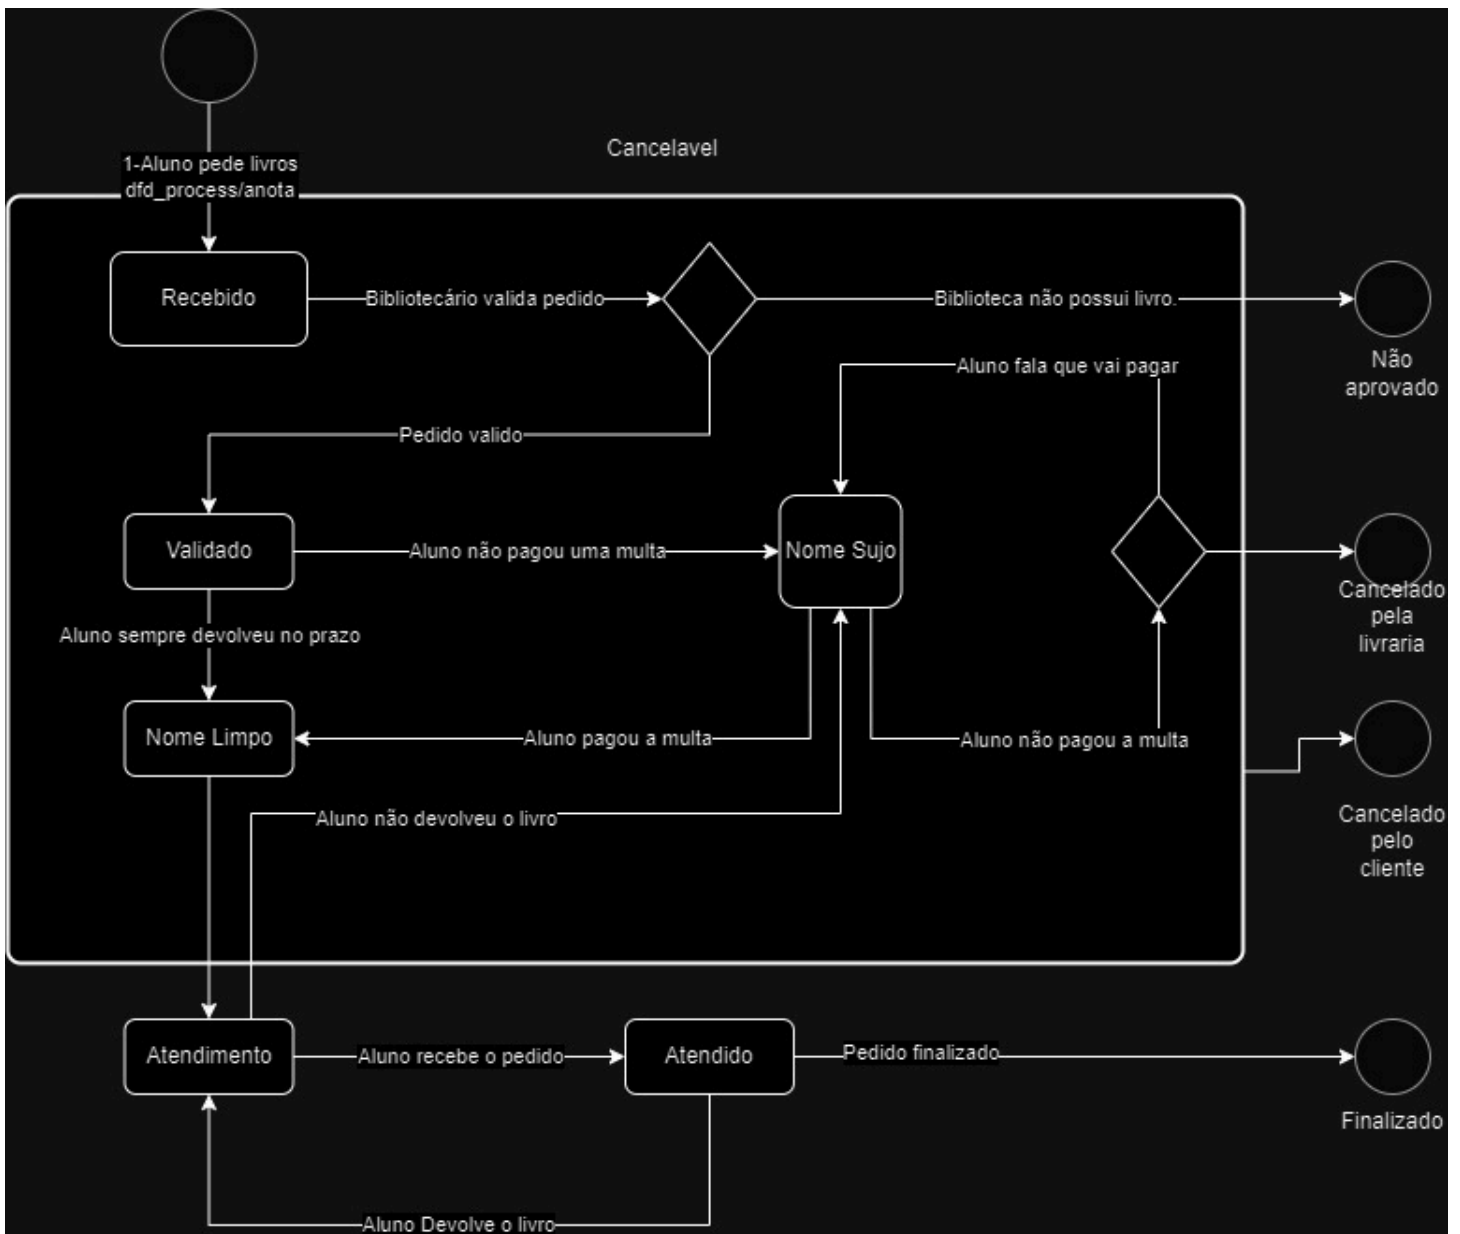 Cancelavel
1-Aluno pede livros
dfd_process/anota
Recebido
Bibliotecário valida pedido
Biblioteca não possui livro.
Não
aprovado
Aluno fala que vai pagar
Pedido valido
Validado
Aluno não pagou uma multa
Nome Sujo
Cancelado
pela
livraria
Aluno sempre devolveu no prazo
Nome Limpo
Aluno pagou a multa
Aluno não pagou a multa
Aluno não devolveu o livro
Cancelado
pelo
cliente
Atendimento
Aluno recebe o pedido
Atendido
Pedido finalizado
Finalizado
Aluno Devolve o livro